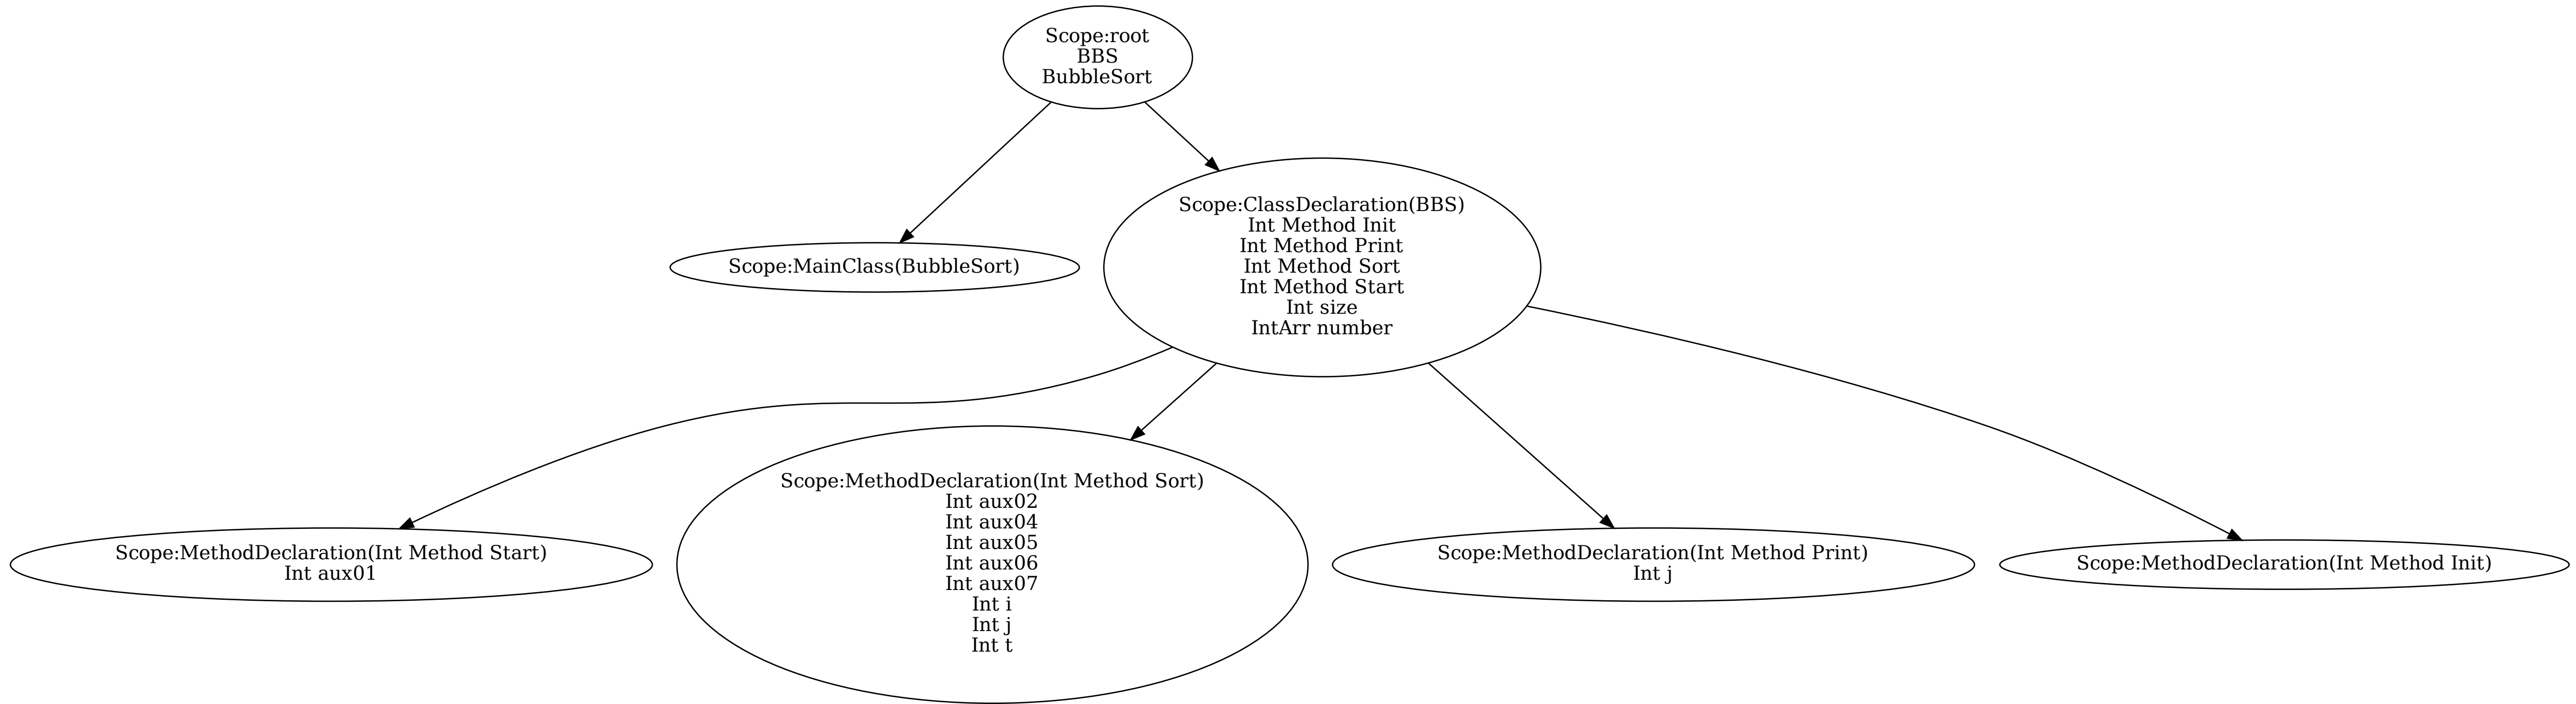 Scope:root
BBS
BubbleSort
Scope:MainClass(BubbleSort)
Scope:ClassDeclaration(BBS)
Int Method Init
Int Method Print
Int Method Sort
Int Method Start
Int size
IntArr number
Scope:MethodDeclaration(Int Method Start)
Int aux01
Scope:MethodDeclaration(Int Method Sort)
Int aux02
Int aux04
Int aux05
Int aux06
Int aux07
Int i
Int j
Int t
Scope:MethodDeclaration(Int Method Print)
Int j
Scope:MethodDeclaration(Int Method Init)